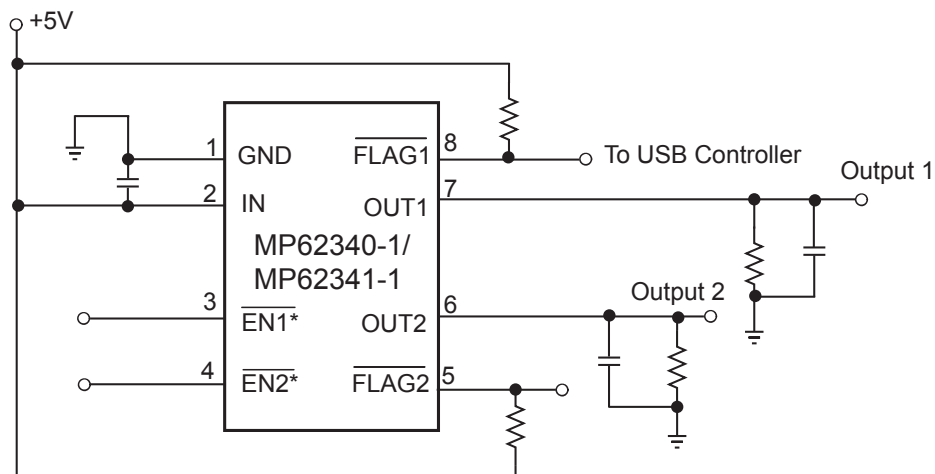 +5V
1 GND
2 IN
3 EN1*
4 EN2*
MP62340-1/
MP62341-1
FLAG1 8
OUT1 7
OUT2 6
FLAG2 5
To USB Controller
Output 1
Output 2